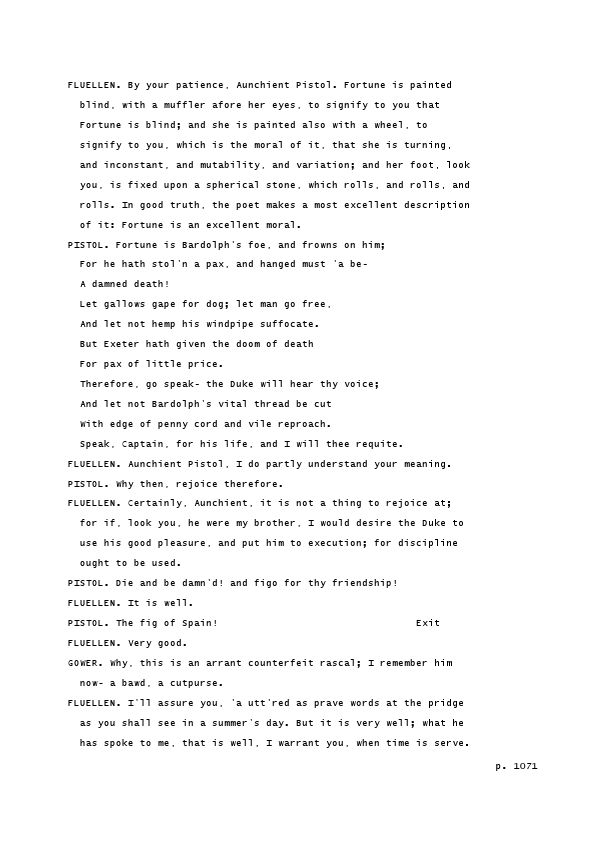 FLUELLEN. By your patience, Aunchient Pistol. Fortune is painted
blind, with a muffler afore her eyes, to signify to you that
Fortune is blind; and she is painted also with a wheel, to
signify to you, which is the moral of it, that she is turning,
and inconstant, and mutability, and variation; and her foot, look
you, is fixed upon a spherical stone, which rolls, and rolls, and
rolls. In good truth, the poet makes a most excellent description
of it: Fortune is an excellent moral.
PISTOL. Fortune is Bardolph's foe, and frowns on him;
For he hath stol'n a pax, and hanged must 'a be-
A damned death!
Let gallows gape for dog; let man go free,
And let not hemp his windpipe suffocate.
But Exeter hath given the doom of death
For pax of little price.
Therefore, go speak- the Duke will hear thy voice;
And let not Bardolph's vital thread be cut
With edge of penny cord and vile reproach.
Speak, Captain, for his life, and I will thee requite.
FLUELLEN. Aunchient Pistol, I do partly understand your meaning.
PISTOL. Why then, rejoice therefore.
FLUELLEN. Certainly, Aunchient, it is not a thing to rejoice at;
for if, look you, he were my brother, I would desire the Duke to
use his good pleasure, and put him to execution; for discipline
ought to be used.
PISTOL. Die and be damn'd! and figo for thy friendship!
FLUELLEN. It is well.
PISTOL. The fig of Spain! Exit
FLUELLEN. Very good.
GOWER. Why, this is an arrant counterfeit rascal; I remember him
now- a bawd, a cutpurse.
FLUELLEN. I'll assure you, 'a utt'red as prave words at the pridge
as you shall see in a summer's day. But it is very well; what he
has spoke to me, that is well, I warrant you, when time is serve.
p. 1071